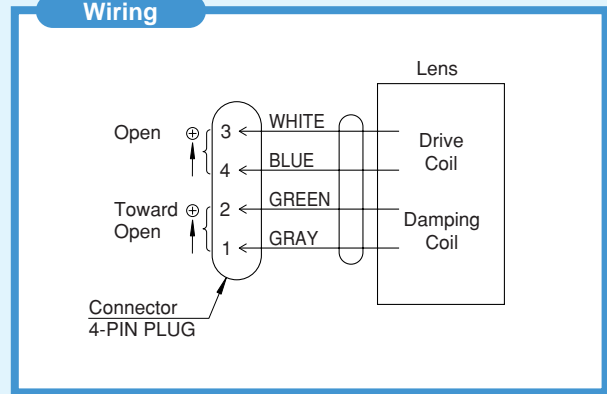 Wiring
Lens
Open ⊕ 3 WHITE
Drive
Coil
4 BLUE
Toward ⊕ 2 GREEN
Open
Damping
Coil
1 GRAY
Connector
4-PIN PLUG